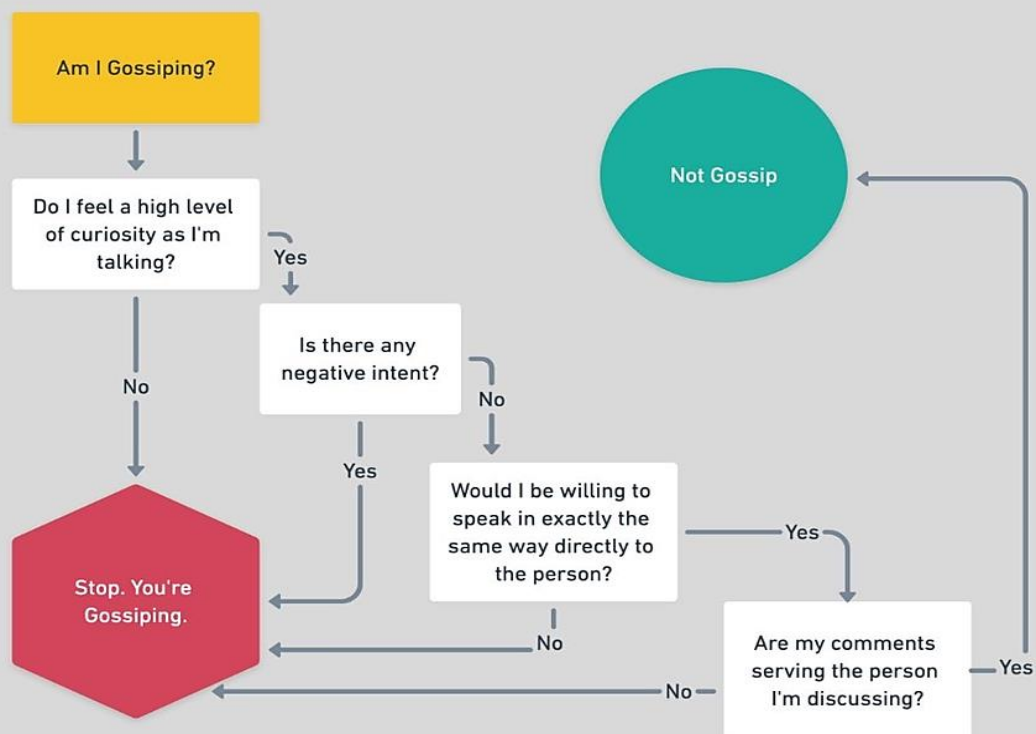 Am I Gossiping?
Do I feel a high level
of curiosity as I'm
talking?
Yes
No
Is there any
negative intent?
No
Yes
Would I be willing to
speak in exactly the
same way directly to
the person?
Yes
No
Are my comments
serving the person
I'm discussing?
Yes
No
Not Gossip
Stop. You're
Gossiping.